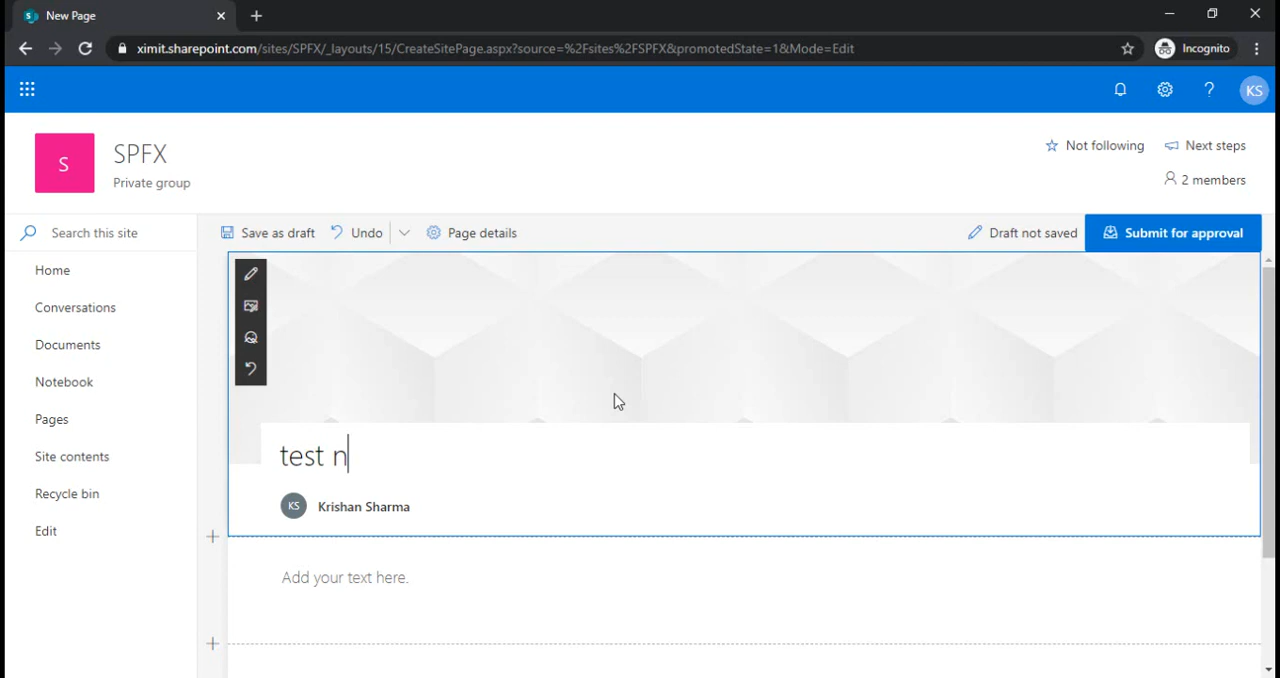 New Page
ximit.sharepoint.com/sites/SPFX/_layouts/15/CreateSitePage.aspx?source=%2Fsites%2FSPFX&promotedState=1&Mode=Edit
Incognito
KS
S
SPFX
Private group
Not following
Next steps
2 members
Search this site
Save as draft
Undo
Page details
Draft not saved
Submit for approval
Home
Conversations
Documents
Notebook
Pages
Site contents
Recycle bin
Edit
test n
KS
Krishan Sharma
Add your text here.